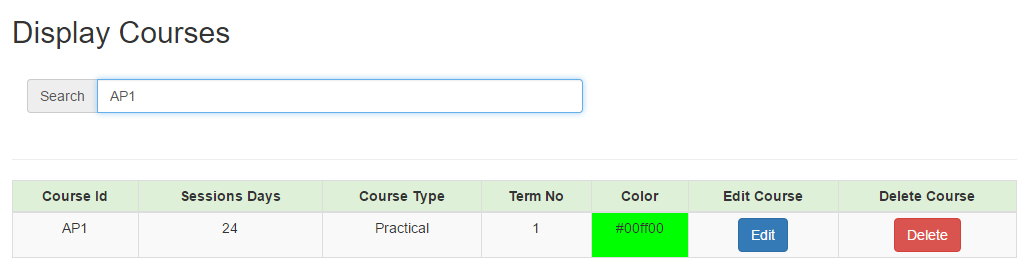 Display Courses
Search AP1
Course Id Sessions Days Course Type Term No Color Edit Course Delete Course
AP1 24 Practical 1 #00ff00 Edit Delete